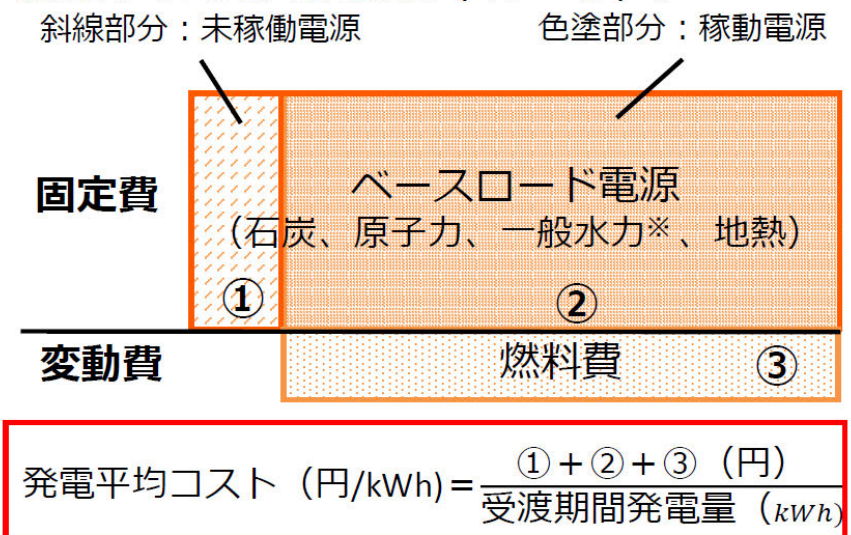 斜線部分：未稼働電源
色塗部分：稼動電源
固定費
ベースロード電源
（石炭、原子力、一般水力※、地熱）
①
②
変動費
燃料費
③
発電平均コスト（円/kWh)＝
①＋②＋③（円）
受渡期間発電量（kWh)